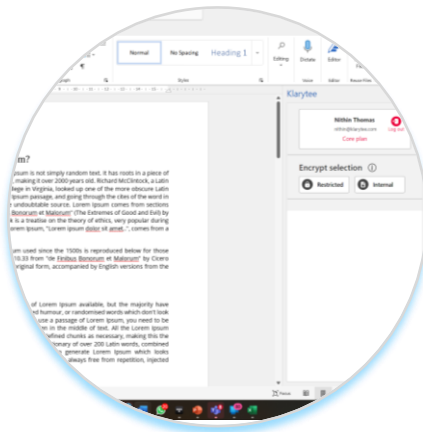 Normal No Spacing Heading 1
Editing Dictate Editor
Styles Voice Editor
Klarytee
Nithin Thomas
nithin@klarytee.com Log out
Core plan
Encrypt selection
Restricted Internal
m?
psum is not simply random text. It has roots in a piece of
, making it over 2000 years old. Richard McClintock, a Latin
llege in Virginia, looked up one of the more obscure Latin
ipsum passage, and going through the cites of the word in
undoubtable source. Lorem Ipsum comes from sections
Bonorum et Malorum" (The Extremes of Good and Evil) by
k is a treatise on the theory of ethics, very popular during
orem Ipsum, "Lorem ipsum dolor sit amet..", comes from a
um used since the 1500s is reproduced below for those
10.33 from "de Finibus Bonorum et Malorum" by Cicero
original form, accompanied by English versions from the
of Lorem Ipsum available, but the majority have
d humour, or randomised words which don't look
use a passage of Lorem Ipsum, you need to be
en in the middle of text. All the Lorem Ipsum
efined chunks as necessary, making this the
onary of over 200 Latin words, combined
generate Lorem Ipsum which looks
always free from repetition, injected
Focus